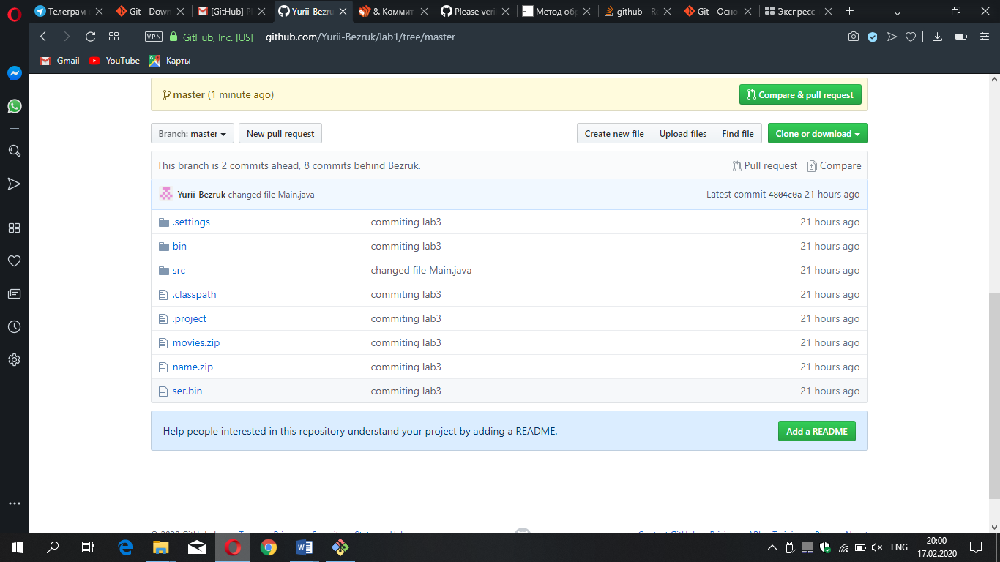 Телеграм
Git - Down
[GitHub] Pl
Yurii-Bezru
8. Коммит
Please veri
Метод об
github - Re
Git - Осно
Экспресс-
VPN
GitHub, Inc. [US]
github.com/Yurii-Bezruk/lab1/tree/master
Gmail
YouTube
Карты
master (1 minute ago)
Compare & pull request
Branch: master
New pull request
Create new file
Upload files
Find file
Clone or download
This branch is 2 commits ahead, 8 commits behind Bezruk.
Pull request
Compare
Yurii-Bezruk changed file Main.java
Latest commit 4804c0a 21 hours ago
.settings commiting lab3 21 hours ago
bin commiting lab3 21 hours ago
src changed file Main.java 21 hours ago
.classpath commiting lab3 21 hours ago
.project commiting lab3 21 hours ago
movies.zip commiting lab3 21 hours ago
name.zip commiting lab3 21 hours ago
ser.bin commiting lab3 21 hours ago
Help people interested in this repository understand your project by adding a README.
Add a README
ENG
20:00
17.02.2020